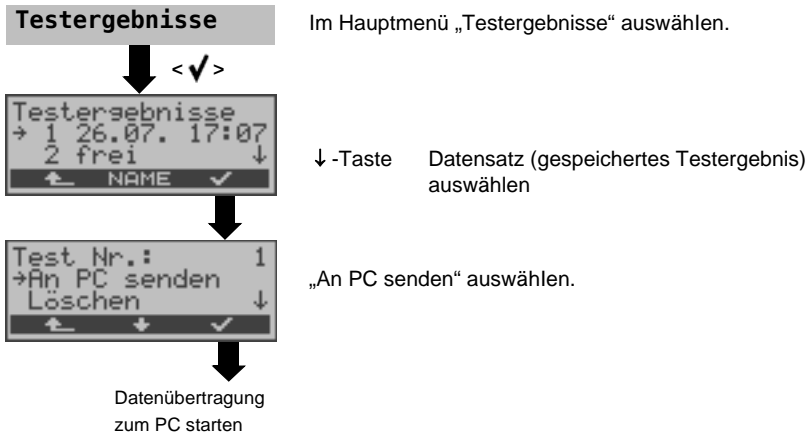 Testergebnisse
Im Hauptmenü „Testergebnisse“ auswählen.
<✓>
Testergebnisse
→ 1 26.07. 17:07
2 frei ↓
NAME ✓
↓-Taste Datensatz (gespeichertes Testergebnis)
auswählen
Test Nr.: 1
→An PC senden
Löschen ↓
„An PC senden“ auswählen.
Datenübertragung
zum PC starten